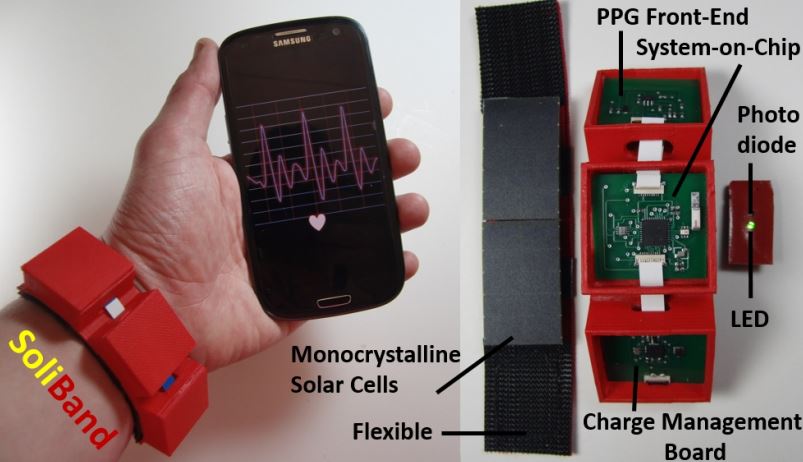 SAMSUNG
SoliBand
PPG Front-End
System-on-Chip
Photo
diode
LED
Monocrystalline
Solar Cells
Flexible
Charge Management
Board